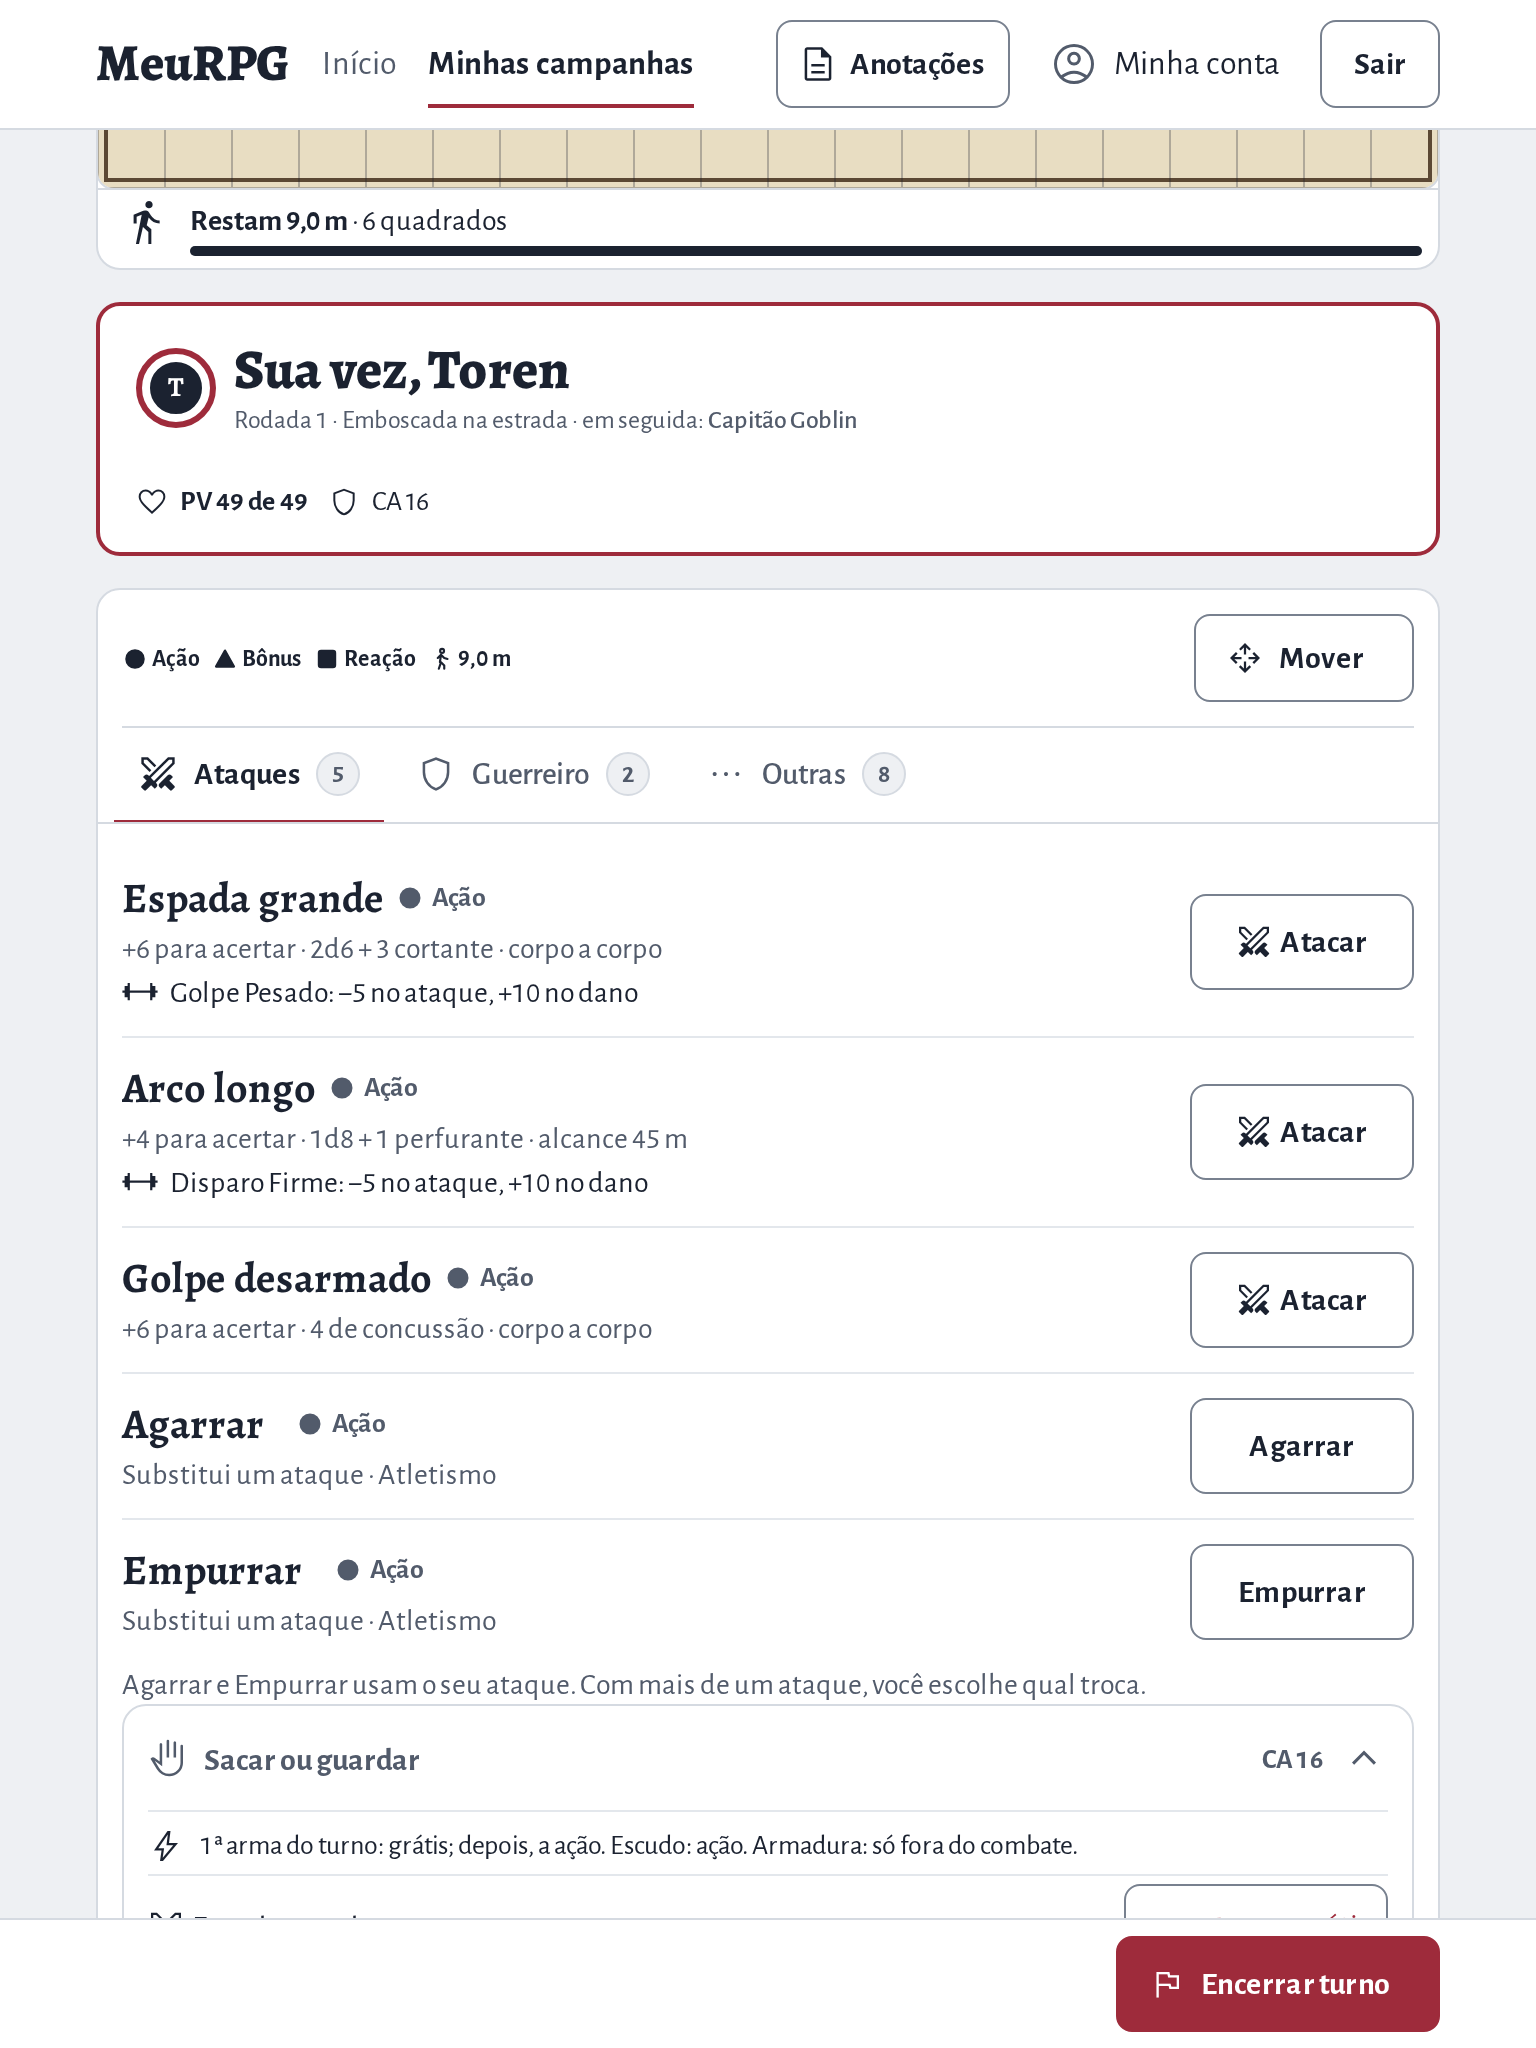 MeuRPG Início Minhas campanhas Anotações Minha conta Sair
Restam 9,0 m · 6 quadrados
T
Sua vez, Toren
Rodada 1 · Emboscada na estrada · em seguida: Capitão Goblin
PV 49 de 49 CA 16
Ação Bônus Reação 9,0 m Mover
Ataques 5 Guerreiro 2 Outras 8
Espada grande Ação
+6 para acertar · 2d6 + 3 cortante · corpo a corpo
Golpe Pesado: −5 no ataque, +10 no dano
Atacar
Arco longo Ação
+4 para acertar · 1d8 + 1 perfurante · alcance 45 m
Disparo Firme: −5 no ataque, +10 no dano
Atacar
Golpe desarmado Ação
+6 para acertar · 4 de concussão · corpo a corpo
Atacar
Agarrar Ação
Substitui um ataque · Atletismo
Agarrar
Empurrar Ação
Substitui um ataque · Atletismo
Empurrar
Agarrar e Empurrar usam o seu ataque. Com mais de um ataque, você escolhe qual troca.
Sacar ou guardar CA 16
1ª arma do turno: grátis; depois, a ação. Escudo: ação. Armadura: só fora do combate.
Encerrar turno